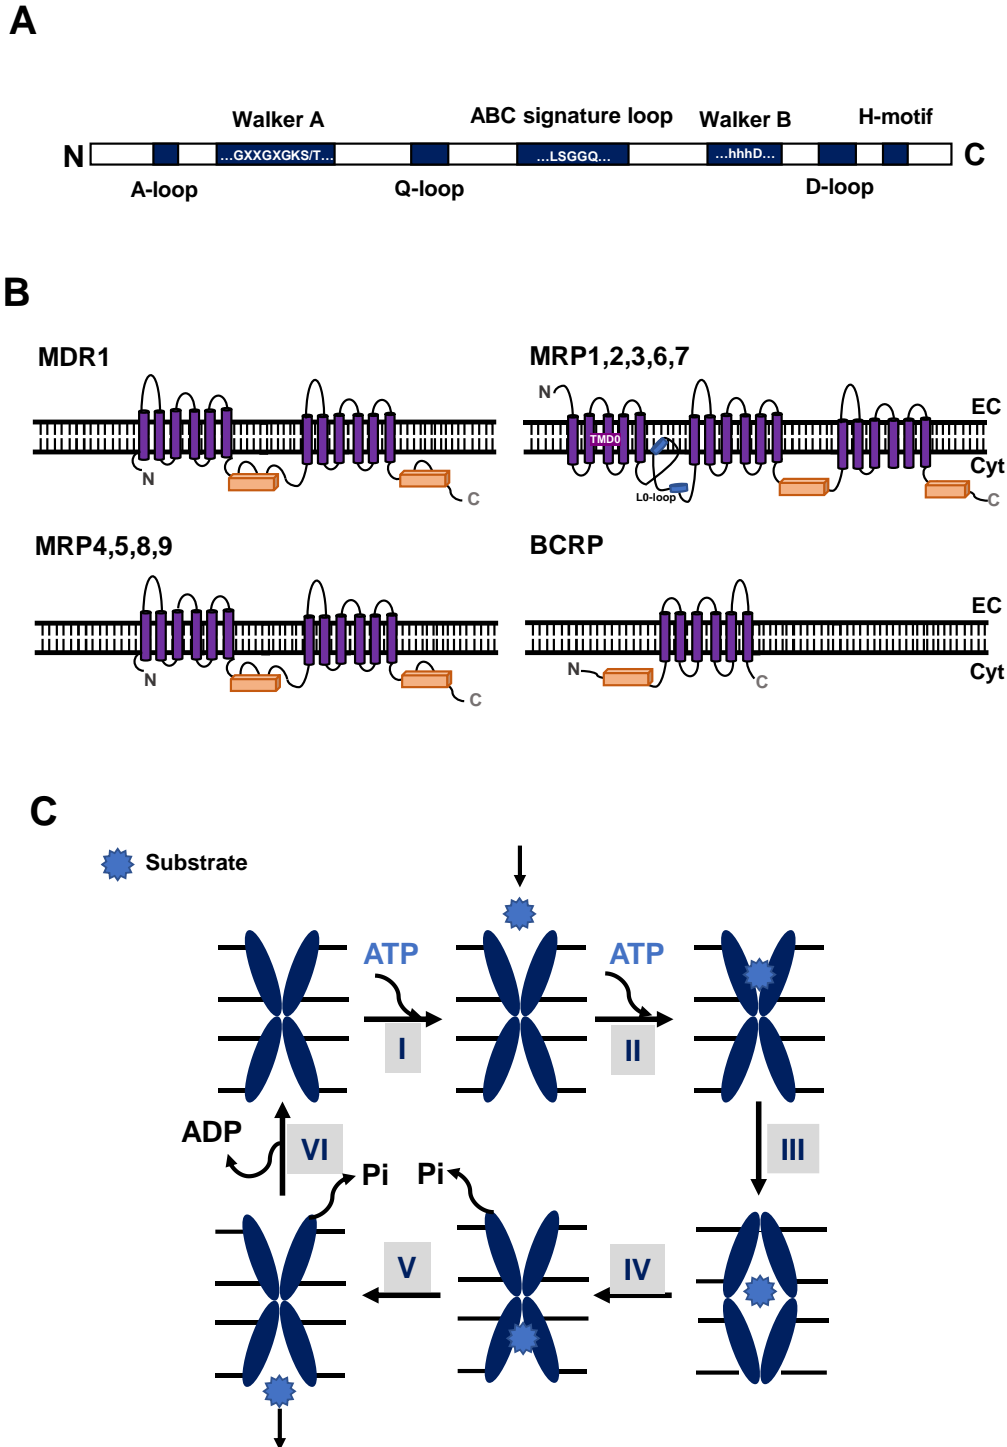 A
Walker A
ABC signature loop
Walker B
H-motif
N
...GXXGXGKS/T...
...LSGGQ...
...hhhD...
C
A-loop
Q-loop
D-loop
B
MDR1
N
C
MRP1,2,3,6,7
N
TMD0
L0-loop
EC
Cyt
C
MRP4,5,8,9
N
C
BCRP
N
C
EC
Cyt
C
Substrate
ATP
ATP
I
II
ADP
VI
III
Pi
Pi
V
IV